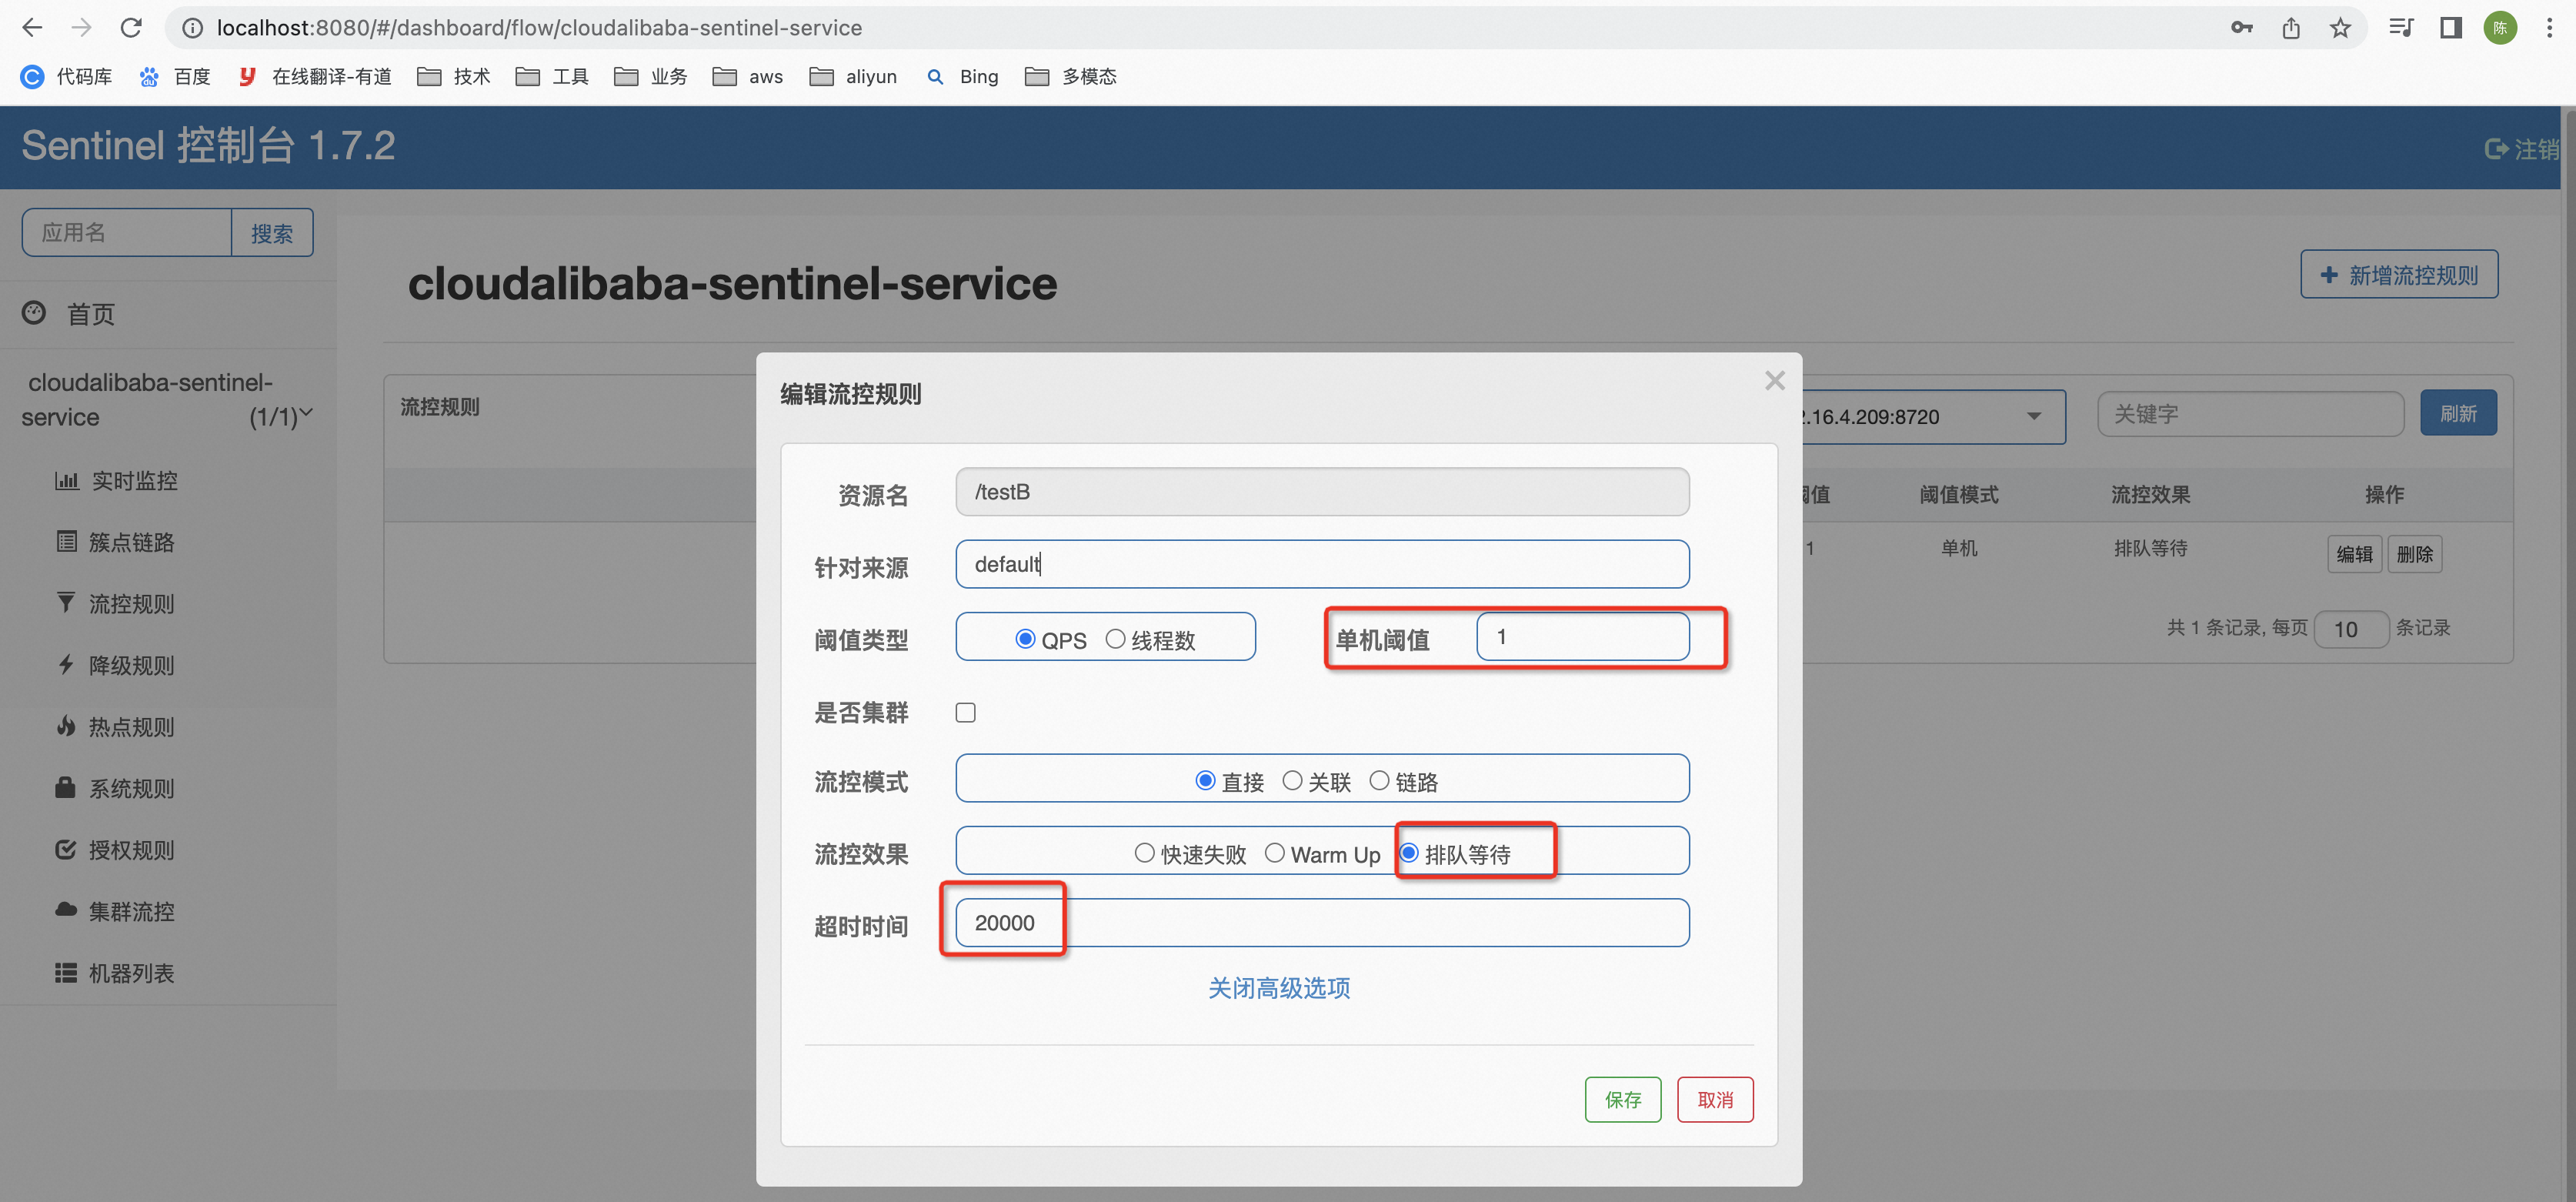 localhost:8080/#/dashboard/flow/cloudalibaba-sentinel-service
陈
代码库 百度 在线翻译-有道 技术 工具 业务 aws aliyun Bing 多模态
Sentinel 控制台 1.7.2
注销
应用名 搜索
首页
cloudalibaba-sentinel-
service (1/1)
实时监控
簇点链路
流控规则
降级规则
热点规则
系统规则
授权规则
集群流控
机器列表
cloudalibaba-sentinel-service
新增流控规则
流控规则
.16.4.209:8720 关键字 刷新
值 阈值模式 流控效果 操作
1 单机 排队等待 编辑 删除
共 1 条记录, 每页 10 条记录
编辑流控规则
资源名 /testB
针对来源 default
阈值类型 QPS 线程数 单机阈值 1
是否集群
流控模式 直接 关联 链路
流控效果 快速失败 Warm Up 排队等待
超时时间 20000
关闭高级选项
保存 取消